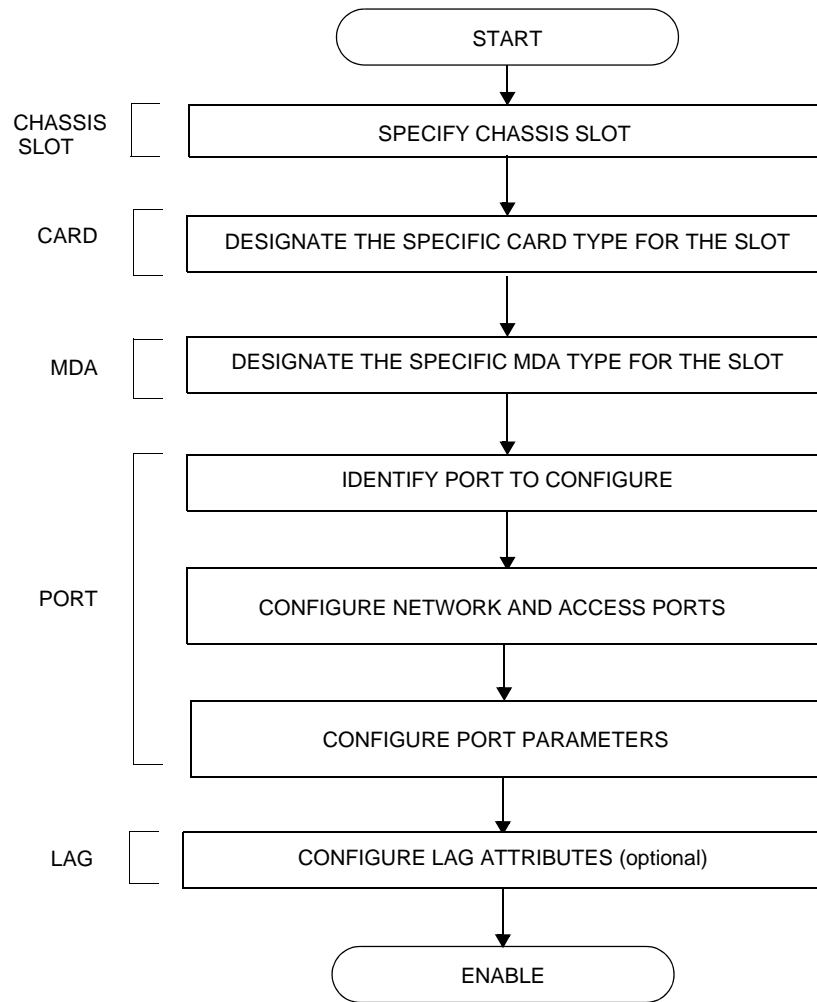 START
CHASSIS
SLOT
SPECIFY CHASSIS SLOT
CARD
DESIGNATE THE SPECIFIC CARD TYPE FOR THE SLOT
MDA
DESIGNATE THE SPECIFIC MDA TYPE FOR THE SLOT
IDENTIFY PORT TO CONFIGURE
PORT
CONFIGURE NETWORK AND ACCESS PORTS
CONFIGURE PORT PARAMETERS
LAG
CONFIGURE LAG ATTRIBUTES (optional)
ENABLE